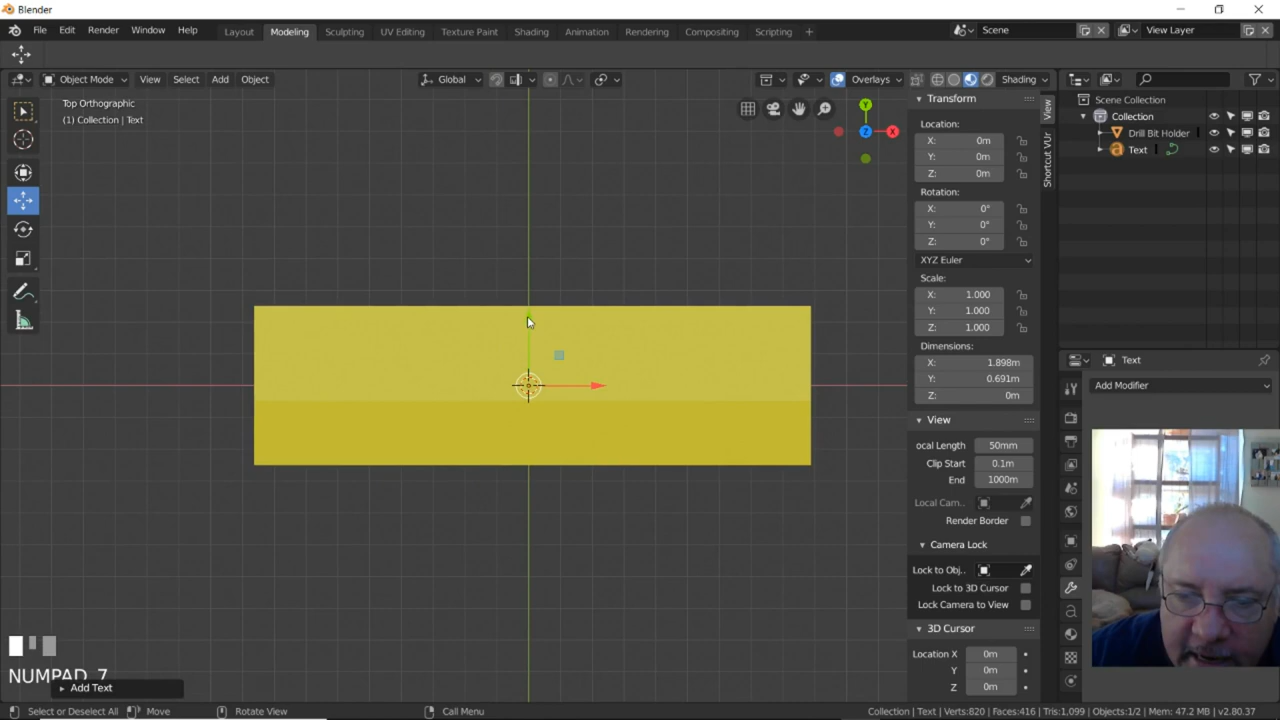 Blender
File Edit Render Window Help
Layout Modeling Sculpting UV Editing Texture Paint Shading Animation Rendering Compositing Scripting +
Scene
View Layer
Object Mode View Select Add Object
Global
Overlays
Shading
Top Orthographic
(1) Collection | Text
Y
Z
X
Transform
Location:
X: 0m
Y: 0m
Z: 0m
Rotation:
X: 0°
Y: 0°
Z: 0°
XYZ Euler
Scale:
X: 1.000
Y: 1.000
Z: 1.000
Dimensions:
X: 1.898m
Y: 0.691m
Z: 0m
View
ocal Length 50mm
Clip Start 0.1m
End 1000m
Local Cam..
Render Border
Camera Lock
Lock to Obj..
Lock to 3D Cursor
Lock Camera to View
3D Cursor
Location X 0m
Y 0m
Z 0m
View
Shortcut VUr
Scene Collection
Collection
Drill Bit Holder
Text
Text
Add Modifier
NUMPAD_7
Add Text
Select or Deselect All
Move
Rotate View
Call Menu
Collection | Text | Verts:820 | Faces:416 | Tris:1,099 | Objects:1/2 | Mem: 47.2 MB | v2.80.37